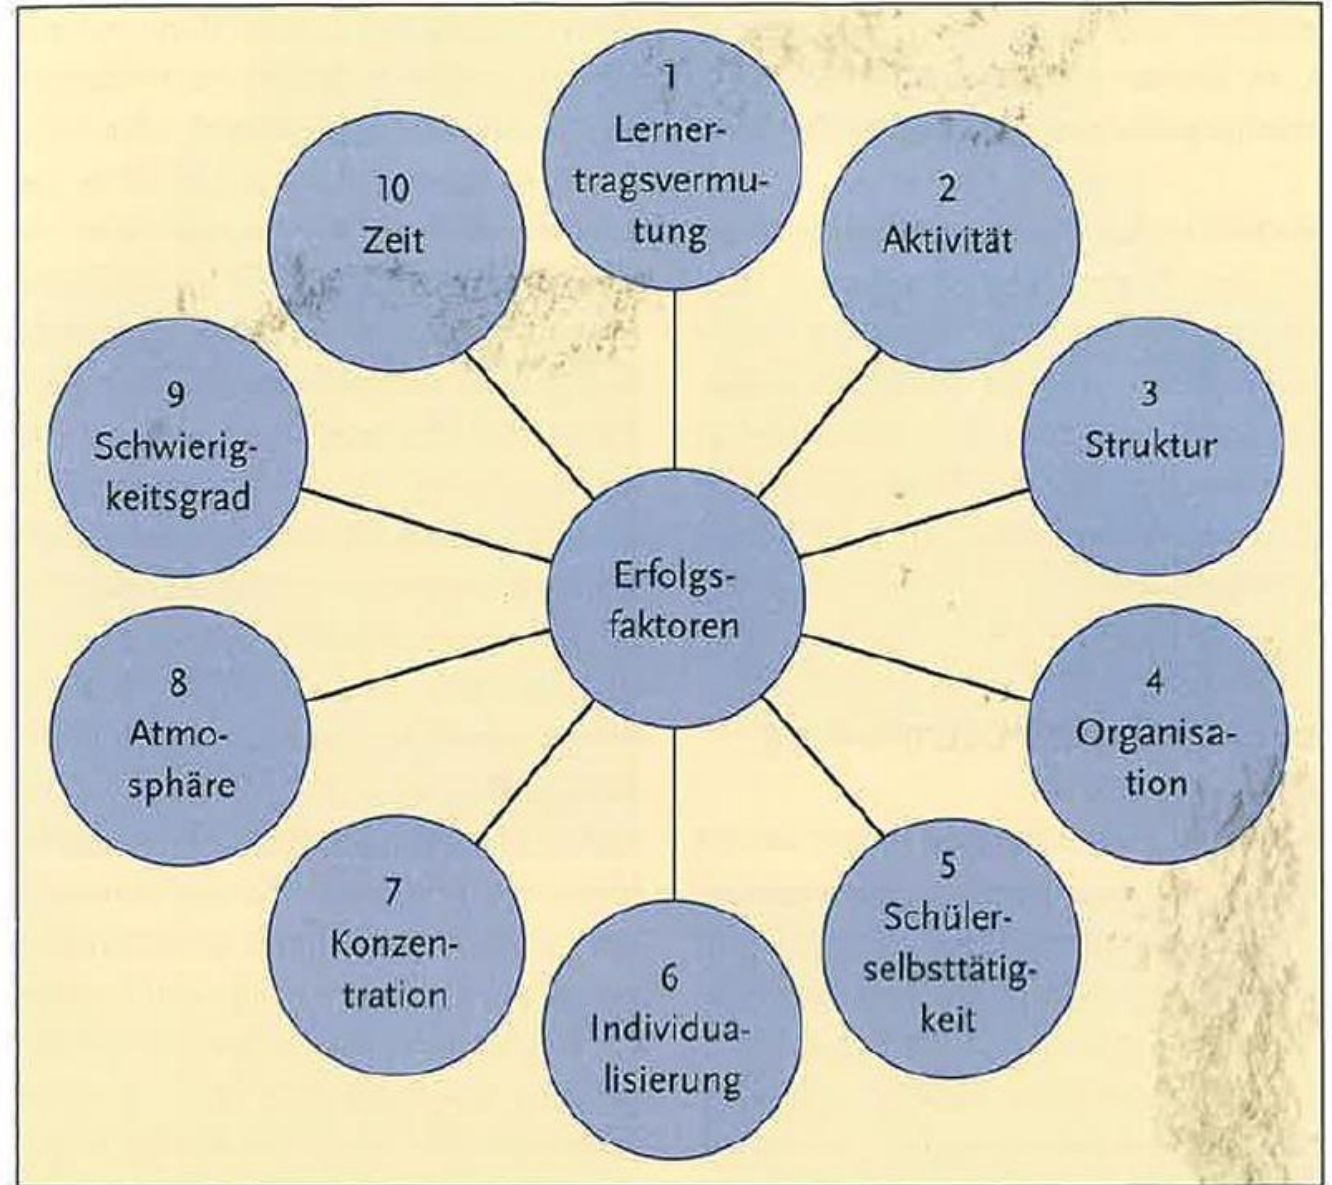 1
Lerner-
tragsvermu-
tung
2
Aktivität
3
Struktur
4
Organisa-
tion
5
Schüler-
selbsttätig-
keit
6
Individua-
lisierung
7
Konzen-
tration
8
Atmo-
sphäre
9
Schwierig-
keitsgrad
10
Zeit
Erfolgs-
faktoren